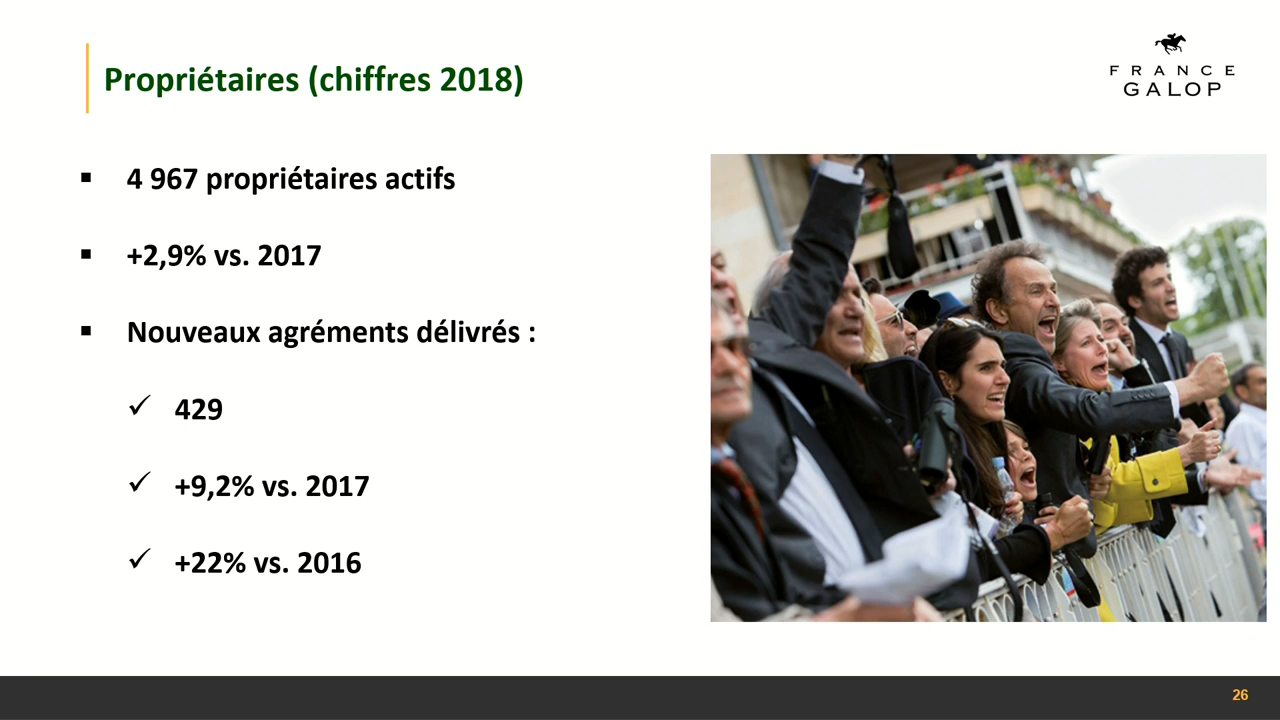 Propriétaires (chiffres 2018)
FRANCE
GALOP
4 967 propriétaires actifs
+2,9% vs. 2017
Nouveaux agréments délivrés :
429
+9,2% vs. 2017
+22% vs. 2016
26